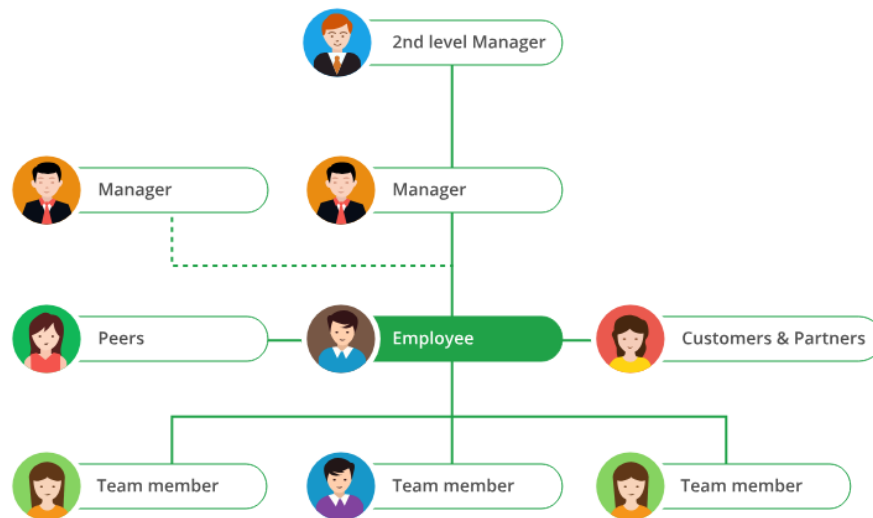 2nd level Manager
Manager
Manager
Peers
Employee
Customers & Partners
Team member
Team member
Team member